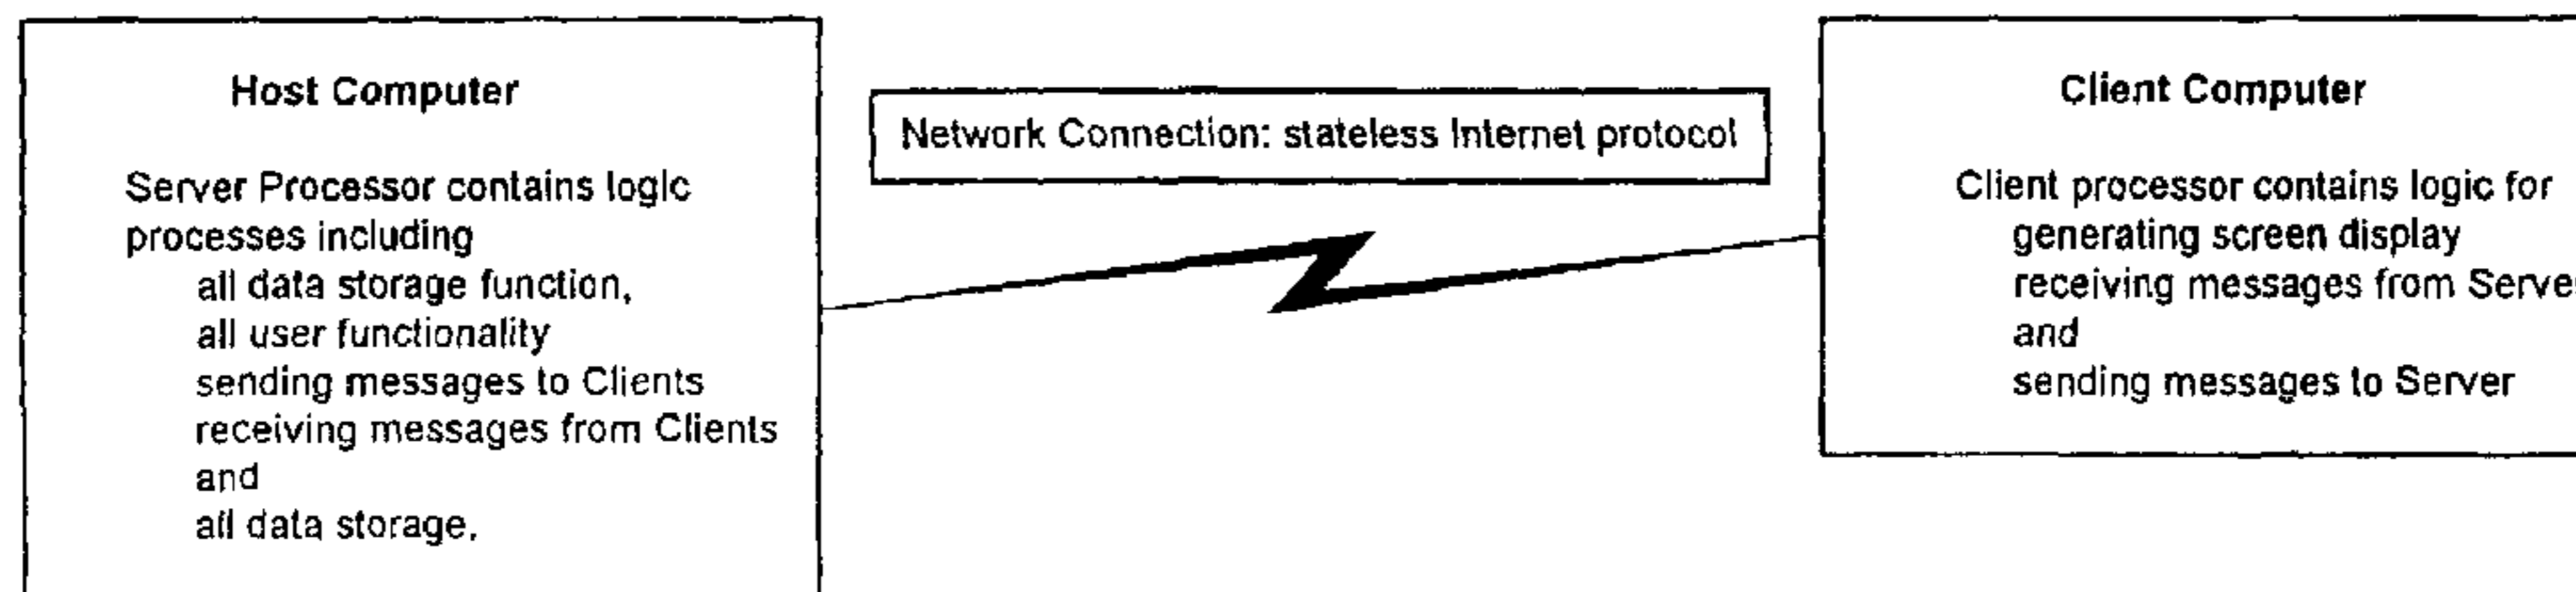 Host Computer
Server Processor contains logic
processes including
all data storage function,
all user functionality
sending messages to Clients
receiving messages from Clients
and
all data storage.
Network Connection: stateless Internet protocol
Client Computer
Client processor contains logic for
generating screen display
receiving messages from Server
and
sending messages to Server